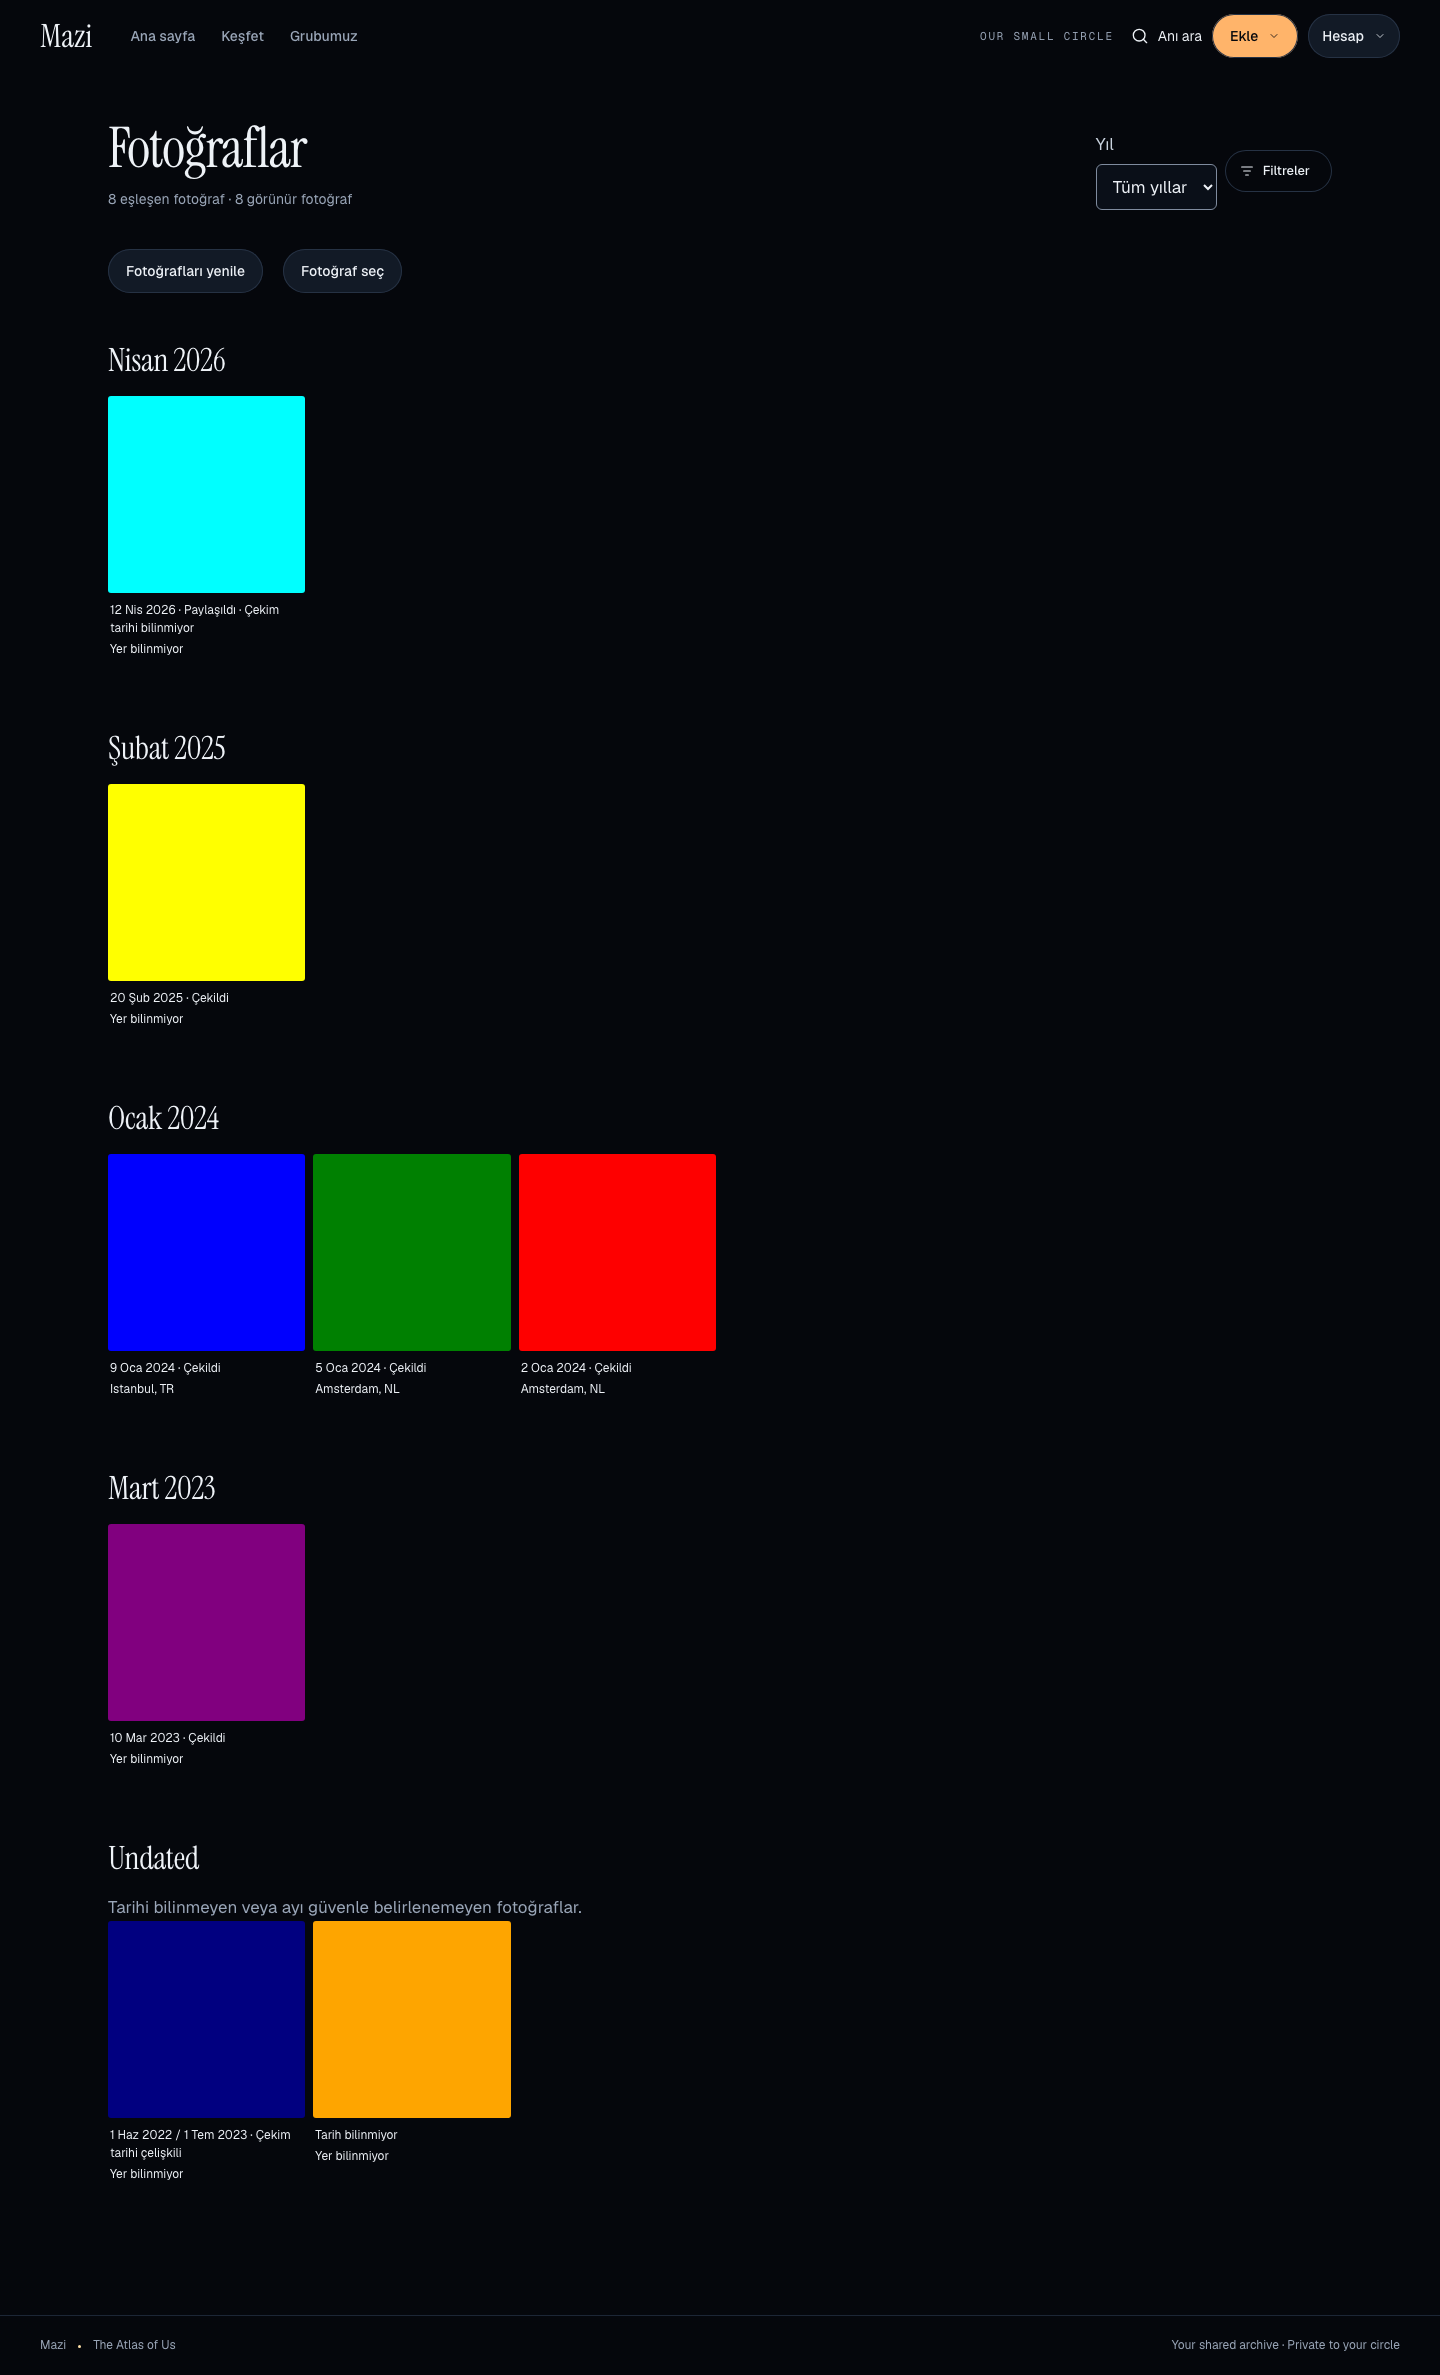 Mazi
Ana sayfa
Keşfet
Grubumuz
OUR SMALL CIRCLE
Anı ara
Ekle
Hesap
Fotoğraflar
8 eşleşen fotoğraf · 8 görünür fotoğraf
Yıl
Tüm yıllar
Filtreler
Fotoğrafları yenile
Fotoğraf seç
Nisan 2026
12 Nis 2026 · Paylaşıldı · Çekim
tarihi bilinmiyor
Yer bilinmiyor
Şubat 2025
20 Şub 2025 · Çekildi
Yer bilinmiyor
Ocak 2024
9 Oca 2024 · Çekildi
Istanbul, TR
5 Oca 2024 · Çekildi
Amsterdam, NL
2 Oca 2024 · Çekildi
Amsterdam, NL
Mart 2023
10 Mar 2023 · Çekildi
Yer bilinmiyor
Undated
Tarihi bilinmeyen veya ayı güvenle belirlenemeyen fotoğraflar.
1 Haz 2022 / 1 Tem 2023 · Çekim
tarihi çelişkili
Yer bilinmiyor
Tarih bilinmiyor
Yer bilinmiyor
Mazi • The Atlas of Us
Your shared archive · Private to your circle